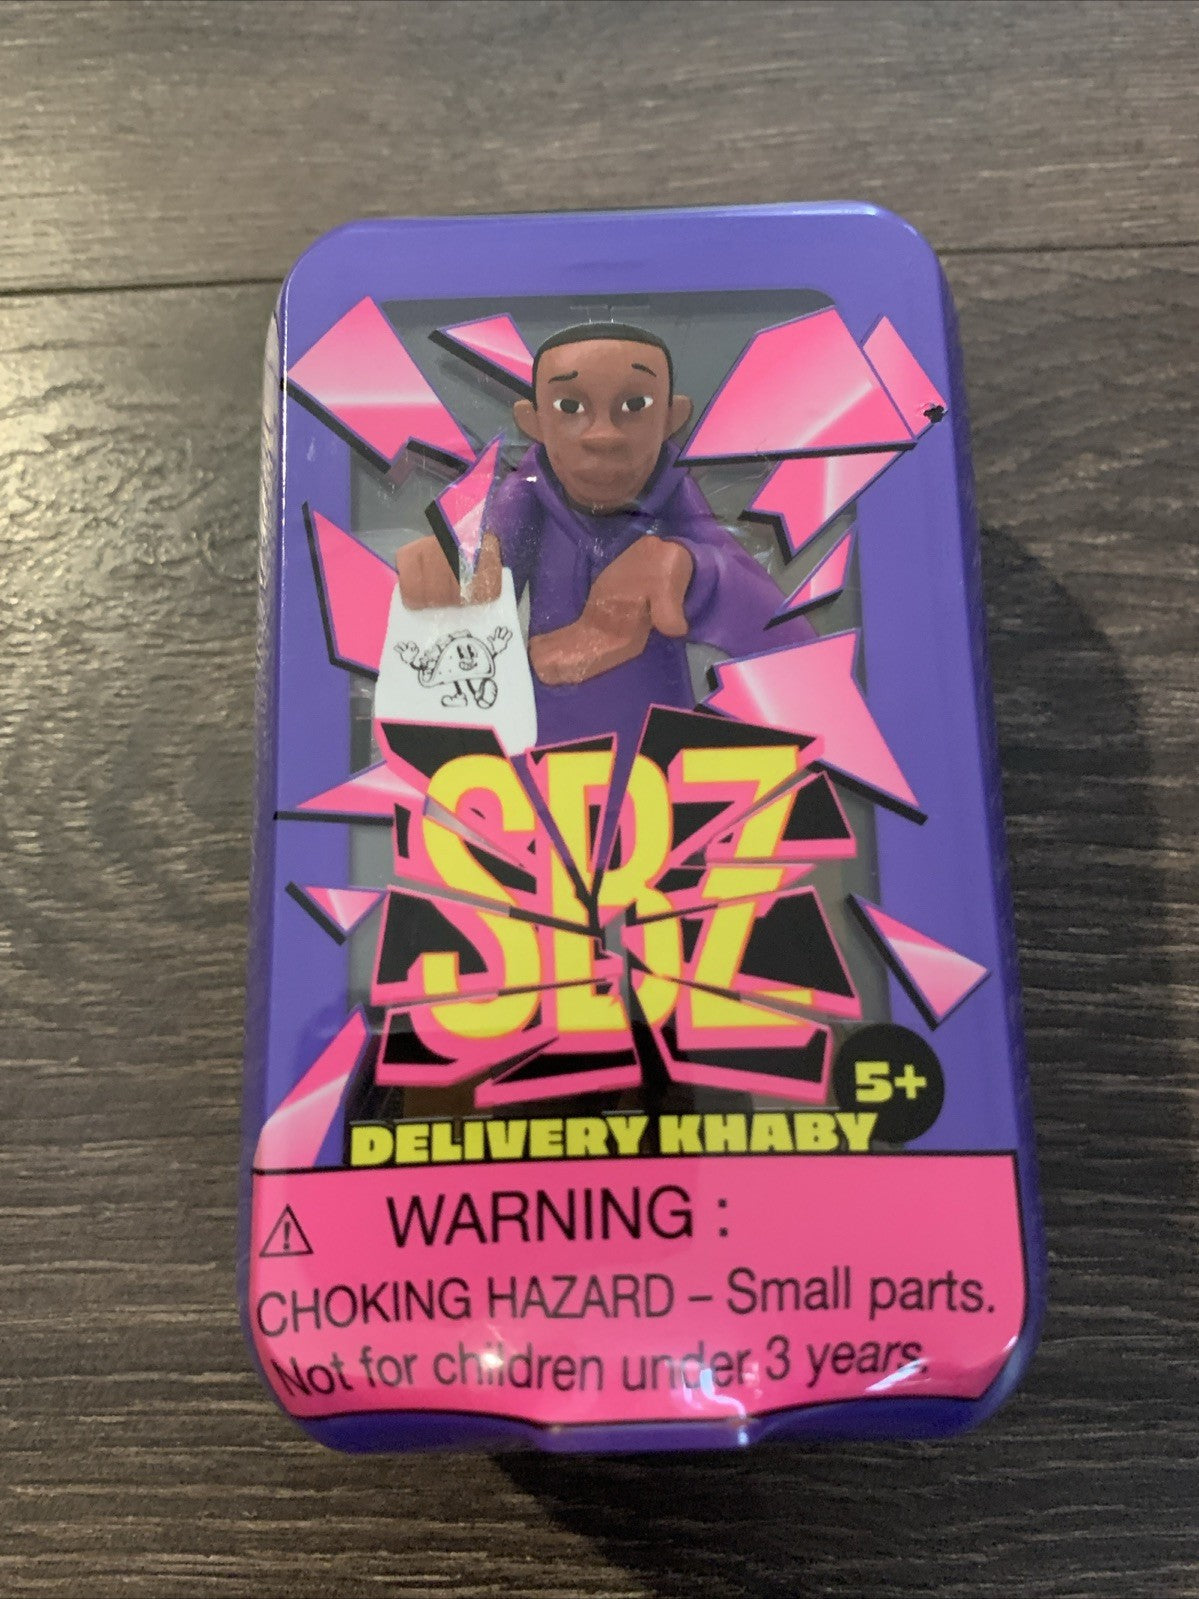 SBZ
5+
DELIVERY KHABY
WARNING :
CHOKING HAZARD – Small parts.
Not for children under 3 years.